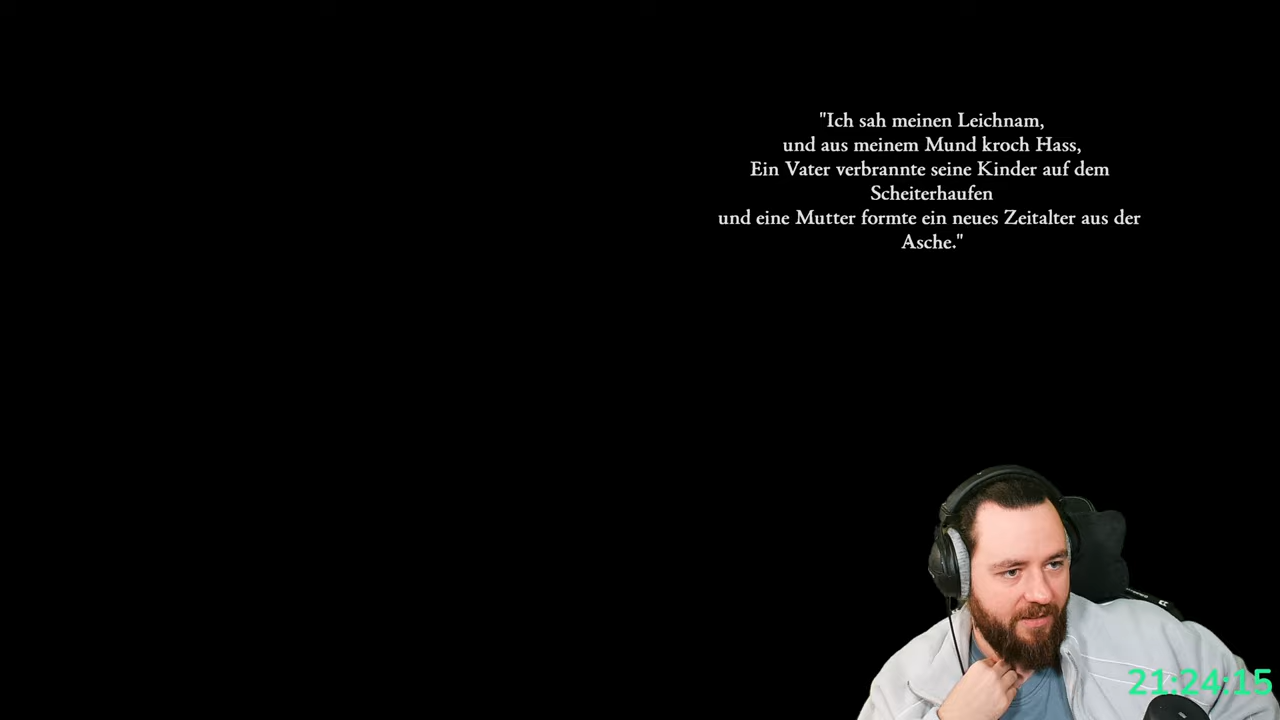 "Ich sah meinen Leichnam,
und aus meinem Mund kroch Hass,
Ein Vater verbrannte seine Kinder auf dem
Scheiterhaufen
und eine Mutter formte ein neues Zeitalter aus der
Asche."
21:24:15